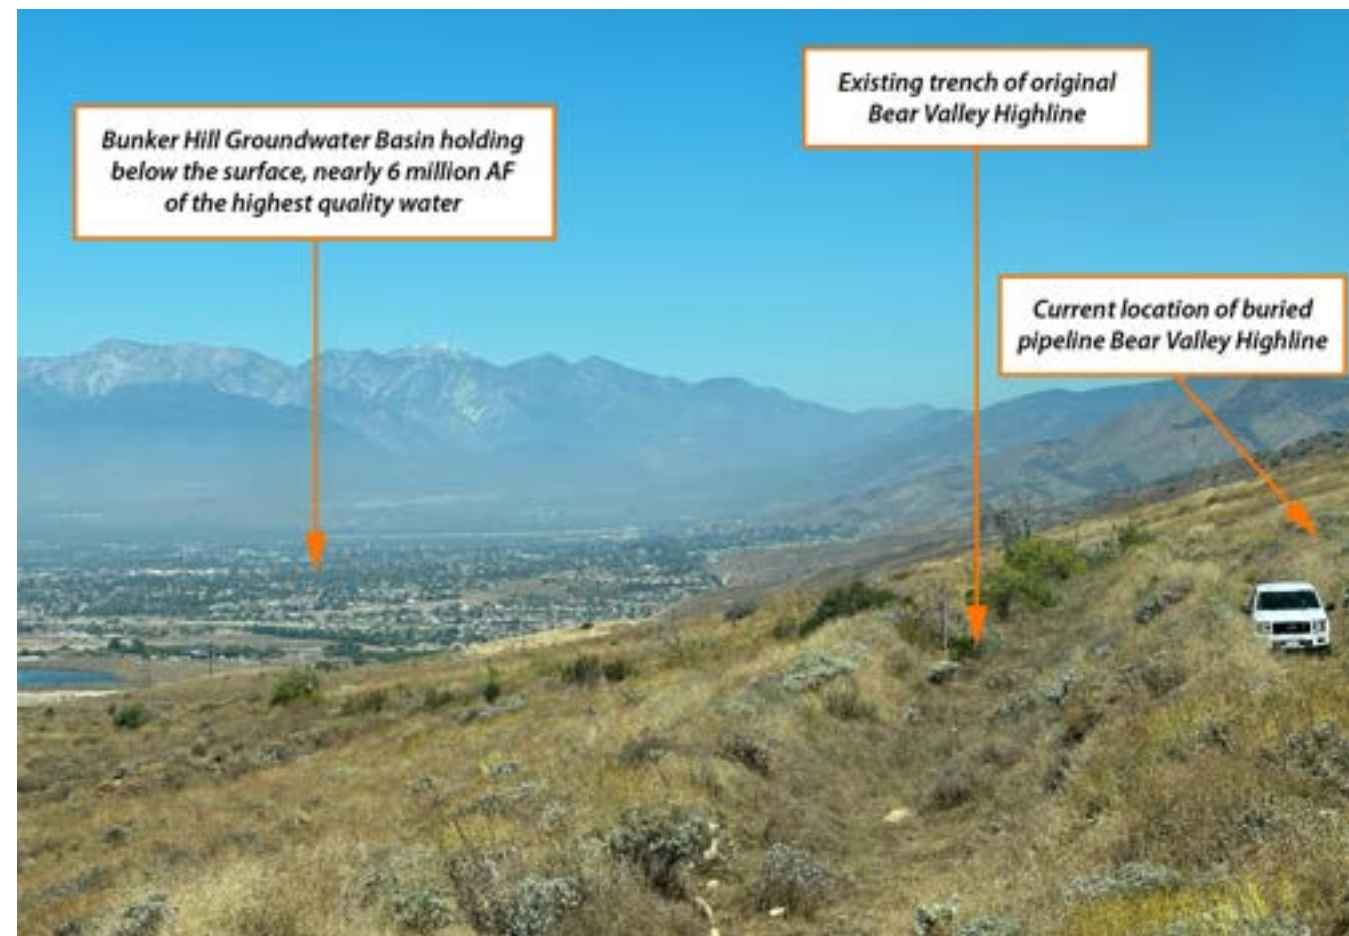 Bunker Hill Groundwater Basin holding
below the surface, nearly 6 million AF
of the highest quality water
Existing trench of original
Bear Valley Highline
Current location of buried
pipeline Bear Valley Highline